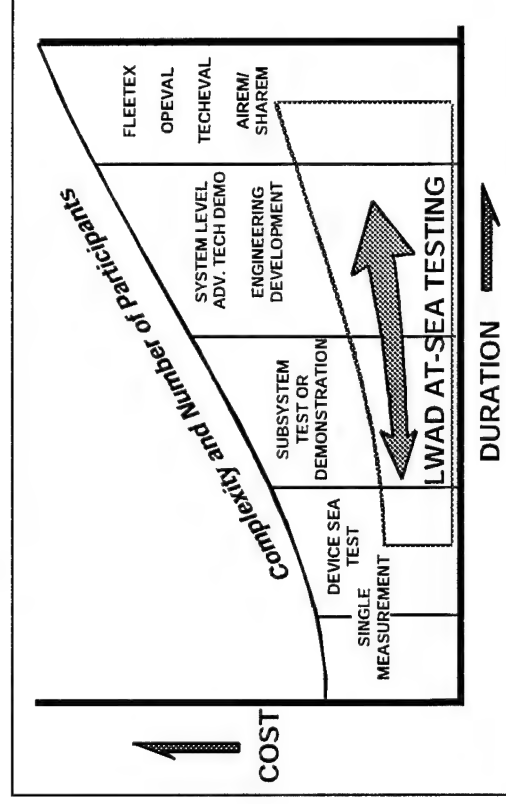 Complexity and Number of Participants
COST
SINGLE
MEASUREMENT
DEVICE SEA
TEST
SUBSYSTEM
TEST OR
DEMONSTRATION
SYSTEM LEVEL
ADV. TECH DEMO
ENGINEERING
DEVELOPMENT
FLEETEX
OPEVAL
TECHEVAL
AIREM/
SHAREM
LWAD AT-SEA TESTING
DURATION